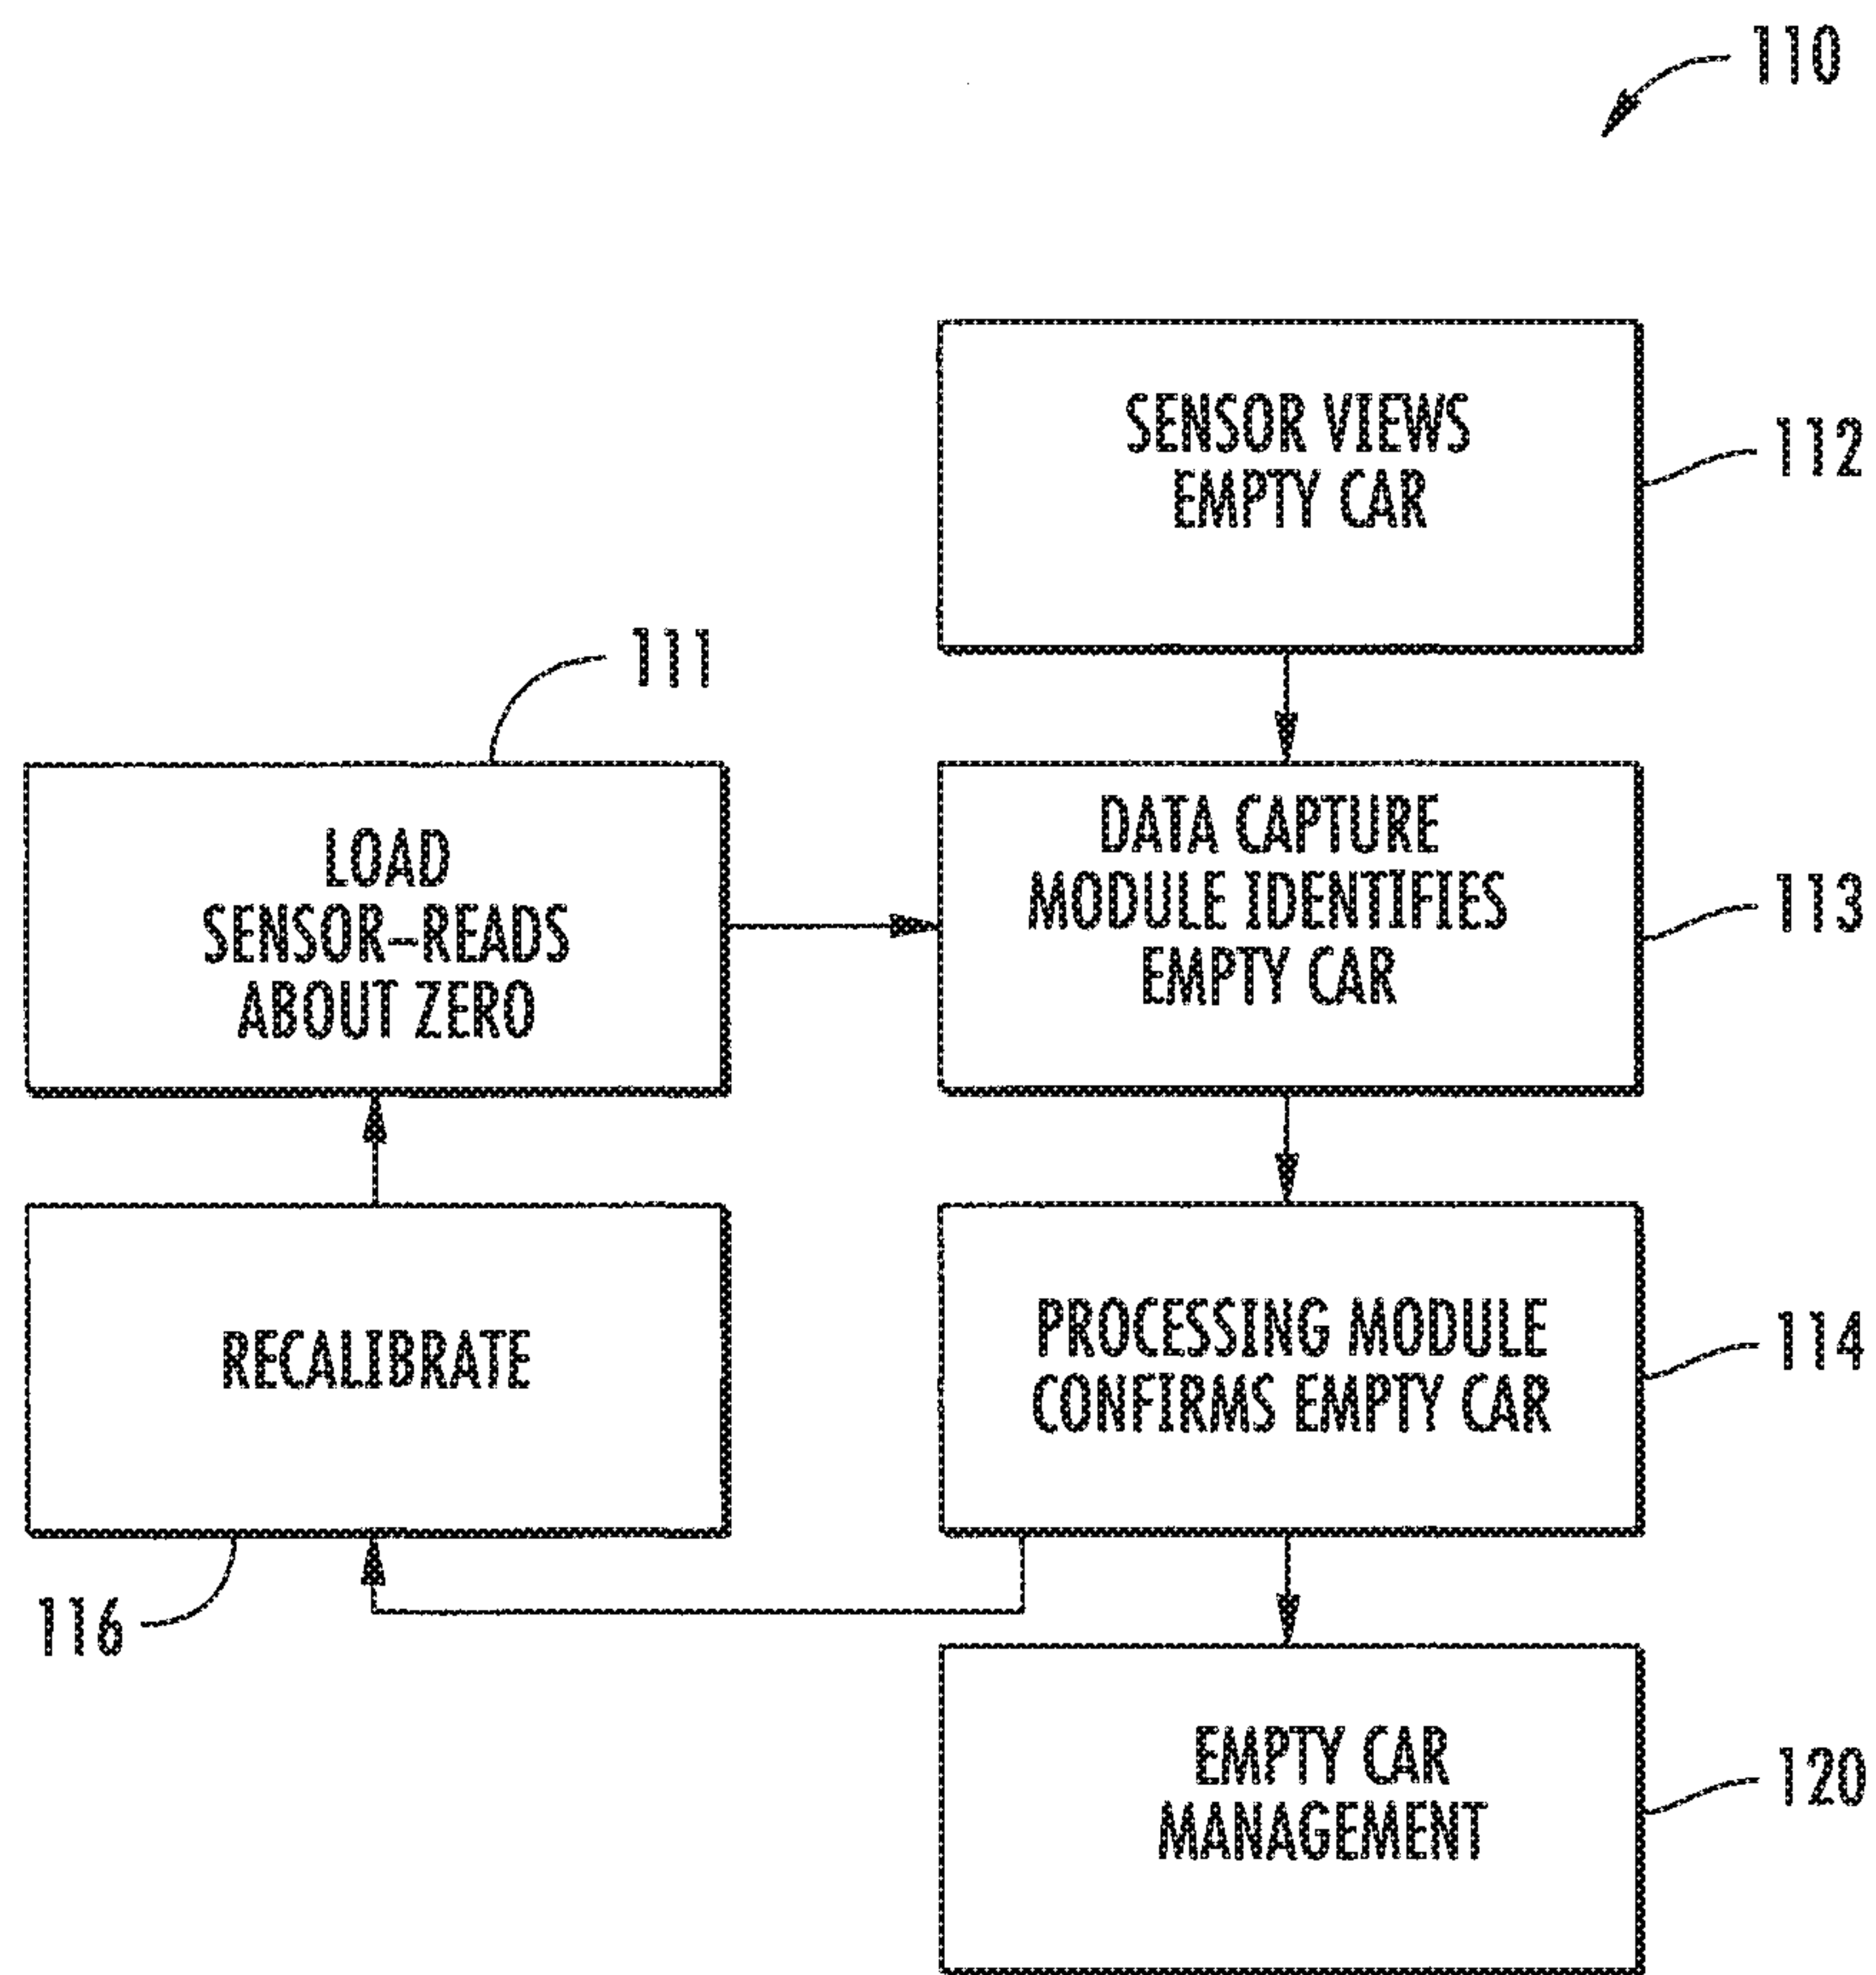 110
SENSOR VIEWS
EMPTY CAR
112
111
LOAD
SENSOR–READS
ABOUT ZERO
DATA CAPTURE
MODULE IDENTIFIES
EMPTY CAR
113
RECALIBRATE
116
PROCESSING MODULE
CONFIRMS EMPTY CAR
114
EMPTY CAR
MANAGEMENT
120